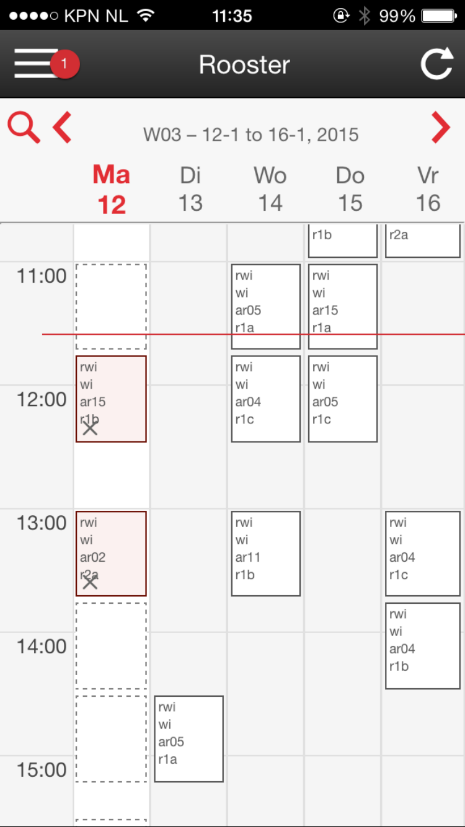 KPN NL 11:35 99%
1 Rooster
W03 – 12-1 to 16-1, 2015
Ma Di Wo Do Vr
12 13 14 15 16
r1b r2a
11:00
rwi rwi
wi wi
ar05 ar15
r1a r1a
12:00
rwi rwi rwi
wi wi wi
ar15 ar04 ar05
r1b r1c r1c
13:00
rwi rwi rwi
wi wi wi
ar02 ar11 ar04
r2a r1b r1c
14:00
rwi
wi
ar04
r1b
rwi
wi
ar05
r1a
15:00